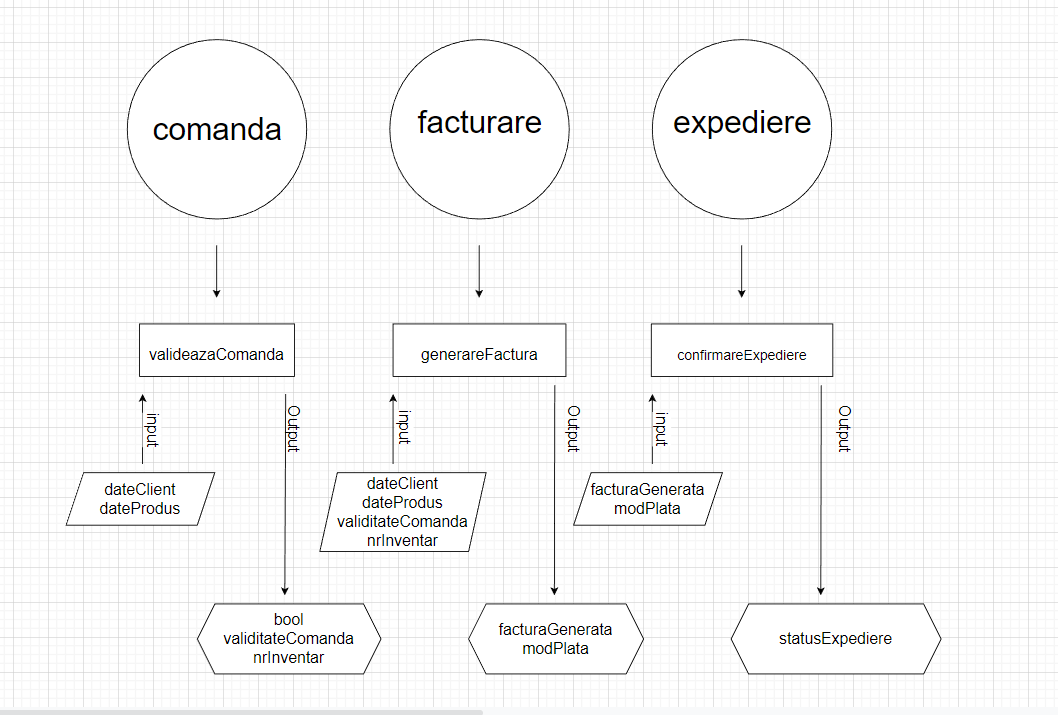 comanda
facturare
expediere
valideazaComanda
generareFactura
confirmareExpediere
input
Output
input
Output
input
Output
dateClient
dateProdus
dateClient
dateProdus
validitateComanda
nrInventar
facturaGenerata
modPlata
bool
validitateComanda
nrInventar
facturaGenerata
modPlata
statusExpediere